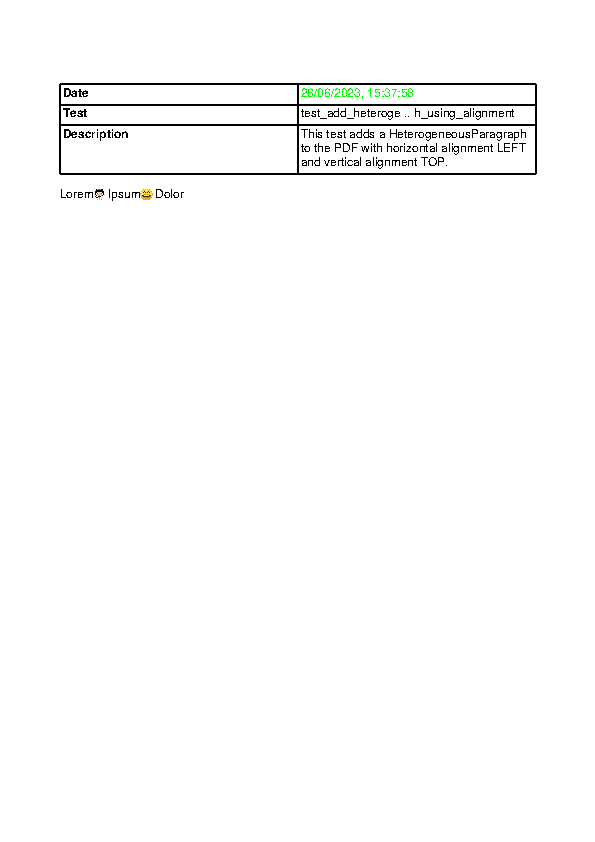 Date 26/06/2023, 15:37:58
Test test_add_heteroge .. h_using_alignment
Description This test adds a HeterogeneousParagraph
to the PDF with horizontal alignment LEFT
and vertical alignment TOP.
Lorem Ipsum Dolor